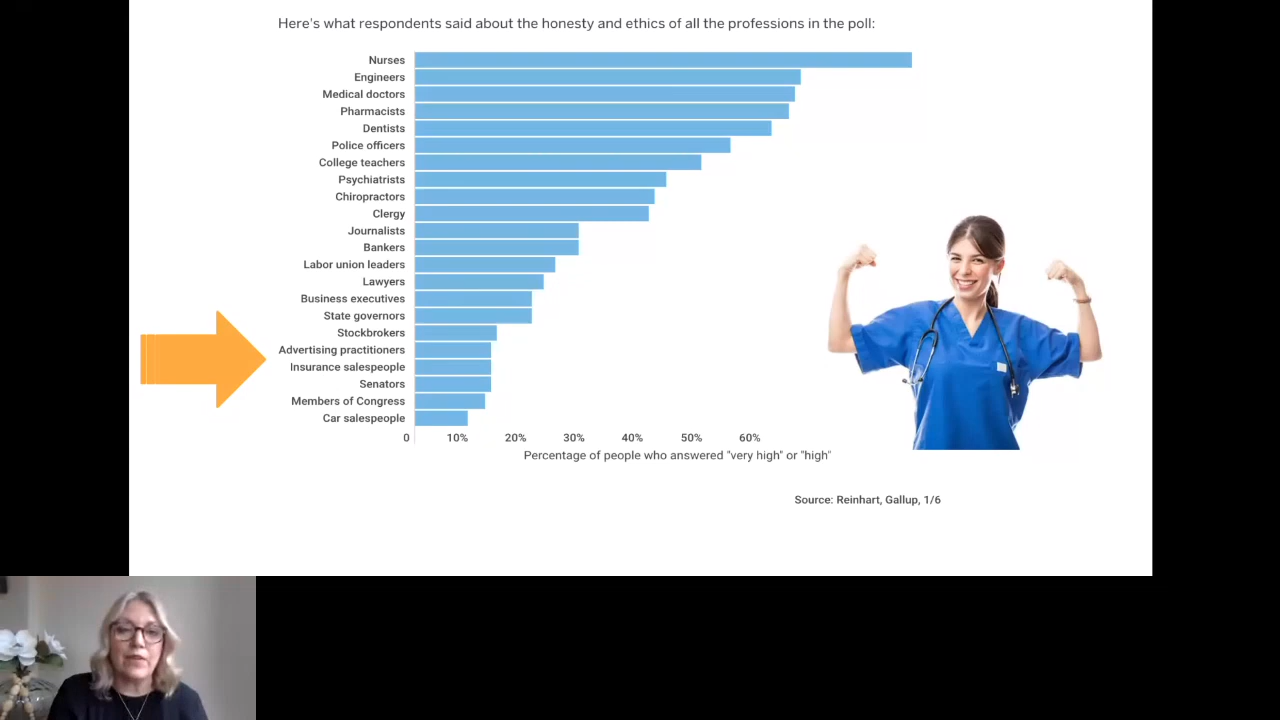 Here's what respondents said about the honesty and ethics of all the professions in the poll:
Nurses
Engineers
Medical doctors
Pharmacists
Dentists
Police officers
College teachers
Psychiatrists
Chiropractors
Clergy
Journalists
Bankers
Labor union leaders
Lawyers
Business executives
State governors
Stockbrokers
Advertising practitioners
Insurance salespeople
Senators
Members of Congress
Car salespeople
0 10% 20% 30% 40% 50% 60%
Percentage of people who answered "very high" or "high"
Source: Reinhart, Gallup, 1/6